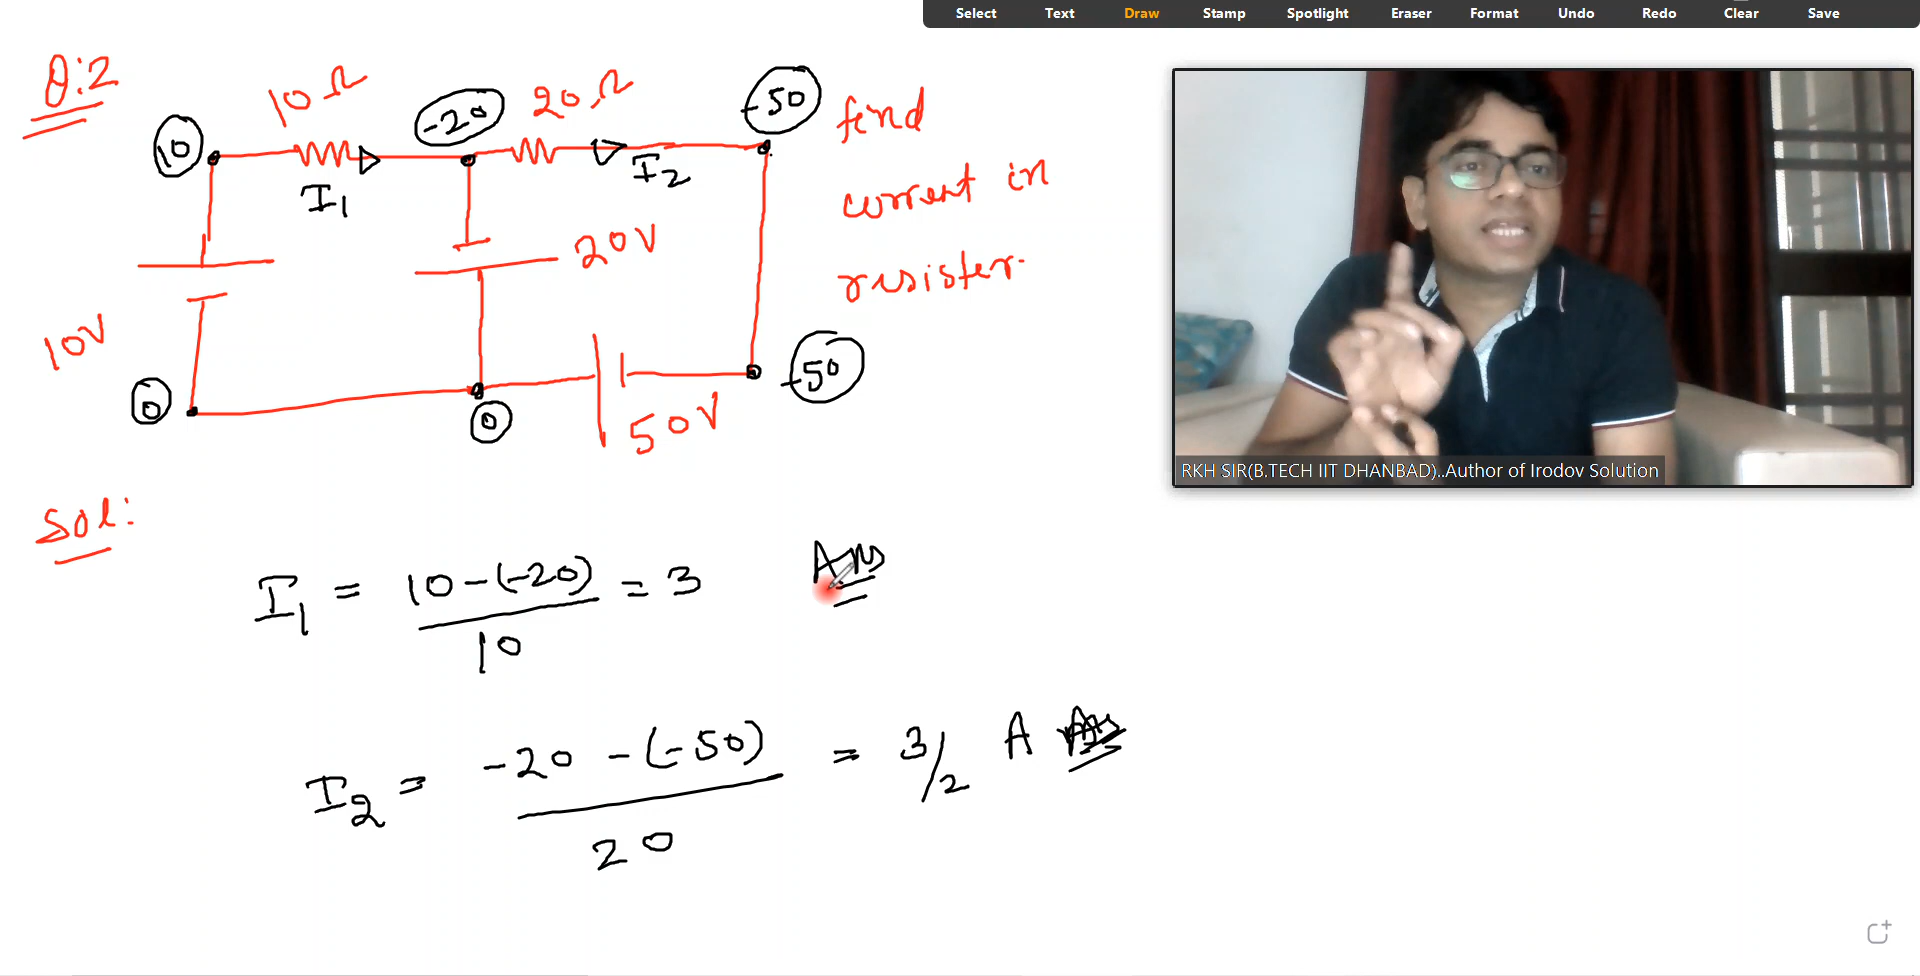 Select Text Draw Stamp Spotlight Eraser Format Undo Redo Clear Save
Q:2
10Ω
20Ω
10
-20
-50
I1
I2
find
current in
resister.
20V
10V
0
0
50V
-50
RKH SIR(B.TECH IIT DHANBAD)..Author of Irodov Solution
Sol:
I1 = 10-(-20) / 10 = 3 Ans
I2 = -20 - (-50) / 20 = 3/2 A Ans